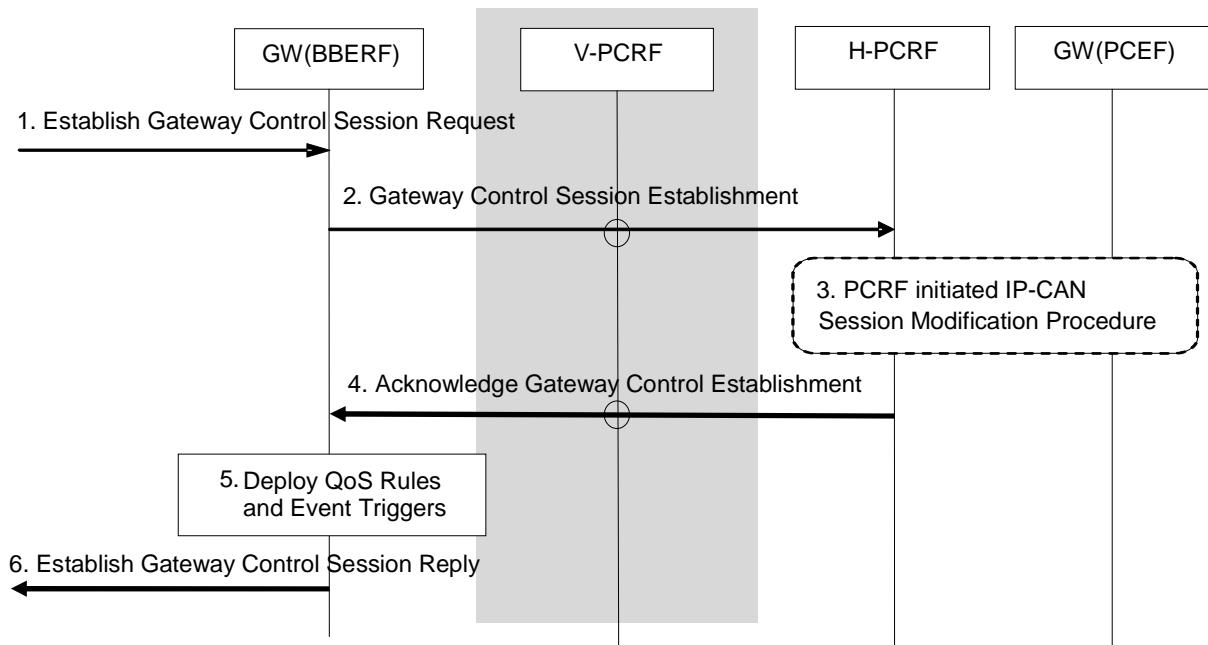 GW(BBERF)
V-PCRF
H-PCRF
GW(PCEF)
1. Establish Gateway Control Session Request
2. Gateway Control Session Establishment
3. PCRF initiated IP-CAN
Session Modification Procedure
4. Acknowledge Gateway Control Establishment
5. Deploy QoS Rules
and Event Triggers
6. Establish Gateway Control Session Reply